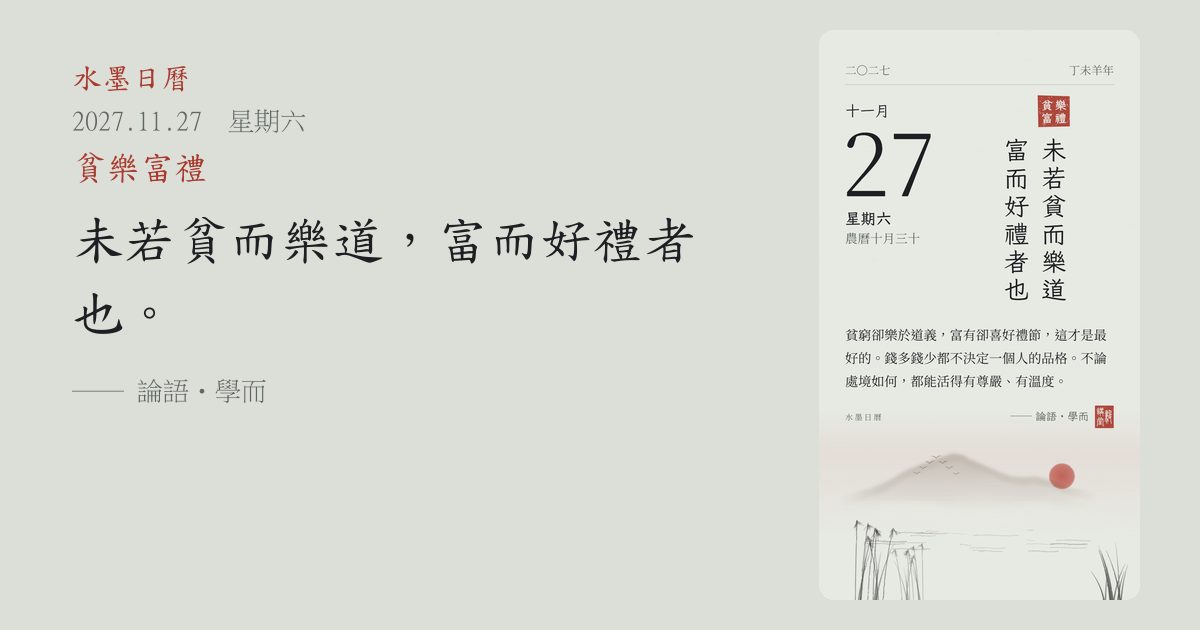 水墨日曆
2027.11.27 星期六
貧樂富禮
未若貧而樂道，富而好禮者
也。
—— 論語・學而
二〇二七
丁未羊年
十一月
27
星期六
農曆十月三十
樂禮
貧富
未若貧而樂道
富而好禮者也
貧窮卻樂於道義，富有卻喜好禮節，這才是最
好的。錢多錢少都不決定一個人的品格。不論
處境如何，都能活得有尊嚴、有溫度。
水墨日曆
—— 論語・學而